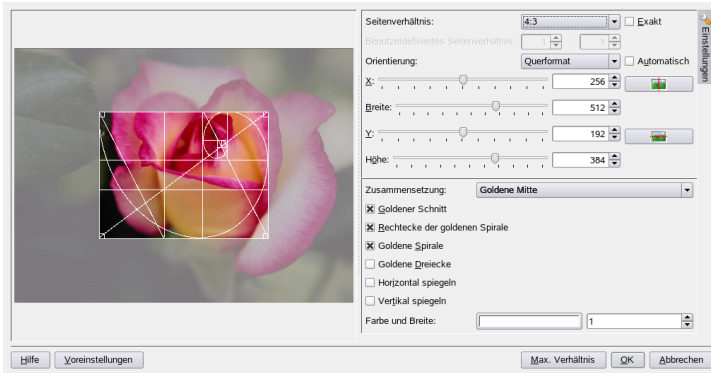 Seitenverhältnis: 4:3 Exakt
Benutzerdefiniertes Seitenverhältnis: 1 : 1
Orientierung: Querformat Automatisch
X: 256
Breite: 512
Y: 192
Höhe: 384
Einstellungen
Zusammensetzung: Goldene Mitte
Goldener Schnitt
Rechtecke der goldenen Spirale
Goldene Spirale
Goldene Dreiecke
Horizontal spiegeln
Vertikal spiegeln
Farbe und Breite: 1
Hilfe Voreinstellungen Max. Verhältnis OK Abbrechen